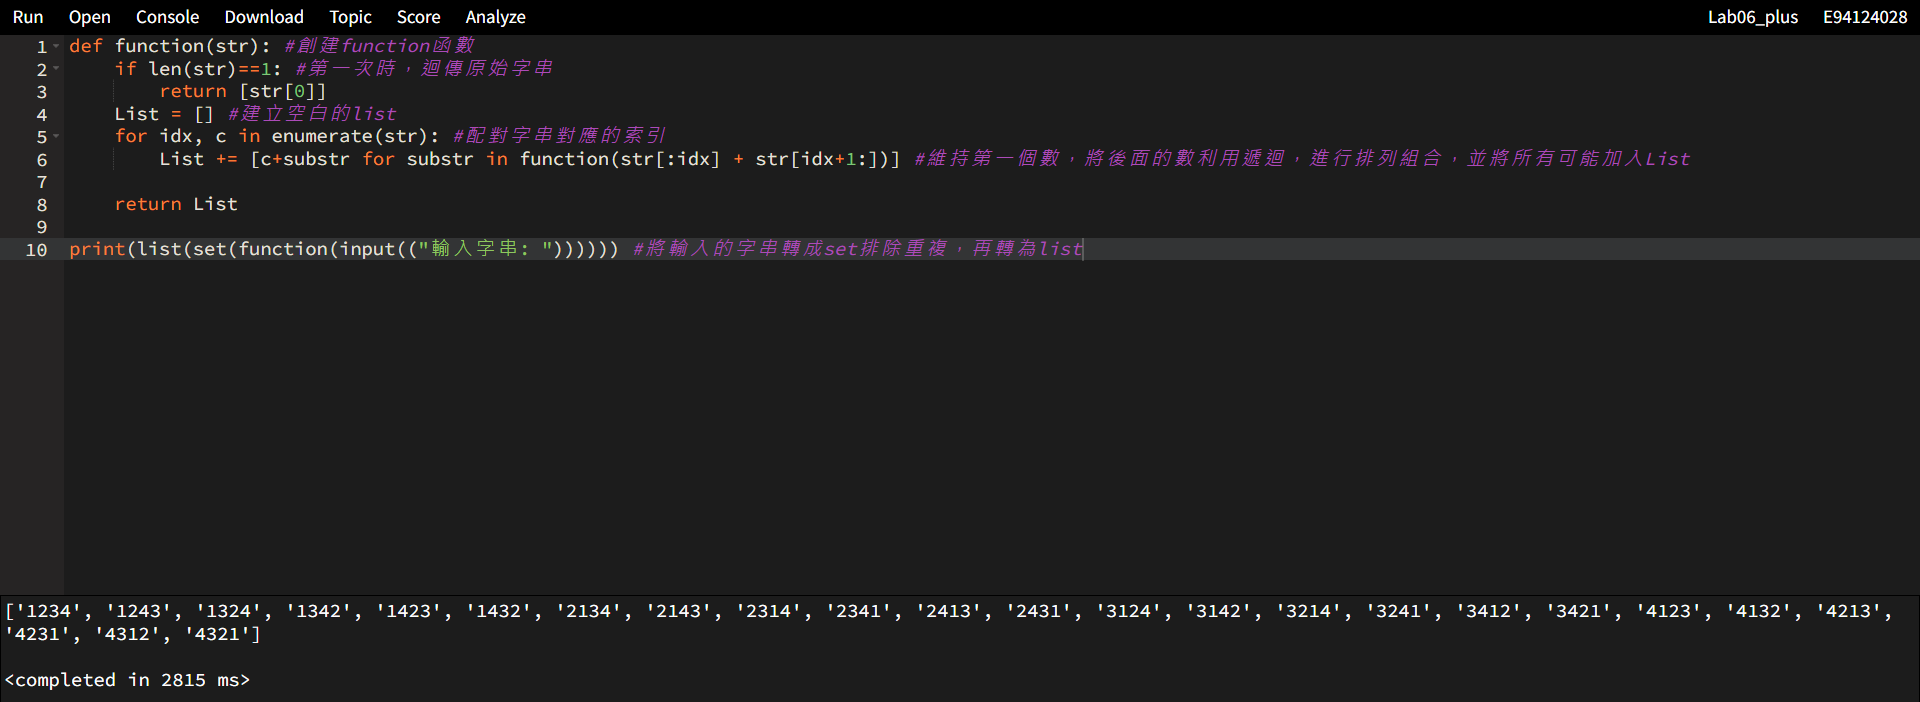 Run Open Console Download Topic Score Analyze Lab06_plus E94124028
1 def function(str): #創建function函數
2     if len(str)==1: #第一次時，迴傳原始字串
3         return [str[0]]
4     List = [] #建立空白的list
5     for idx, c in enumerate(str): #配對字串對應的索引
6         List += [c+substr for substr in function(str[:idx] + str[idx+1:])] #維持第一個數，將後面的數利用遞迴，進行排列組合，並將所有可能加入List
7
8     return List
9
10 print(list(set(function(input(("輸入字串: ")))))) #將輸入的字串轉成set排除重複，再轉為list
['1234', '1243', '1324', '1342', '1423', '1432', '2134', '2143', '2314', '2341', '2413', '2431', '3124', '3142', '3214', '3241', '3412', '3421', '4123', '4132', '4213',
'4231', '4312', '4321']
<completed in 2815 ms>